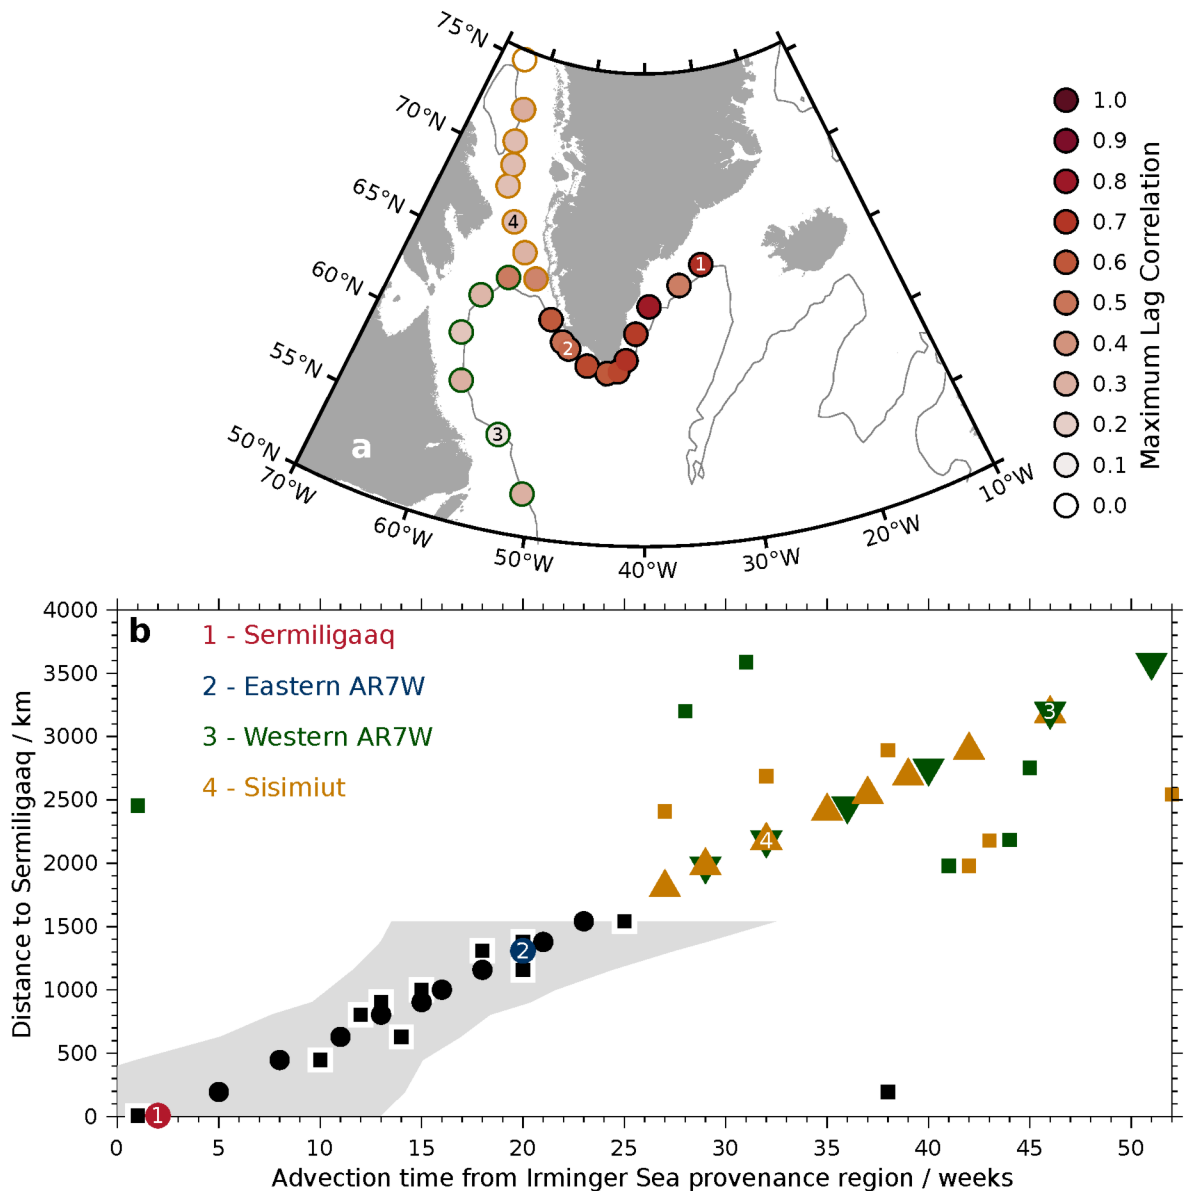 75°N
70°N
65°N
60°N
55°N
50°N
70°W
60°W
50°W
40°W
30°W
20°W
10°W
1
2
3
4
a
1.0
0.9
0.8
0.7
0.6
0.5
0.4
0.3
0.2
0.1
0.0
Maximum Lag Correlation
b
1 - Sermiligaaq
2 - Eastern AR7W
3 - Western AR7W
4 - Sisimiut
4000
3500
3000
2500
2000
1500
1000
500
0
Distance to Sermiligaaq / km
1
2
3
4
0 5 10 15 20 25 30 35 40 45 50
Advection time from Irminger Sea provenance region / weeks